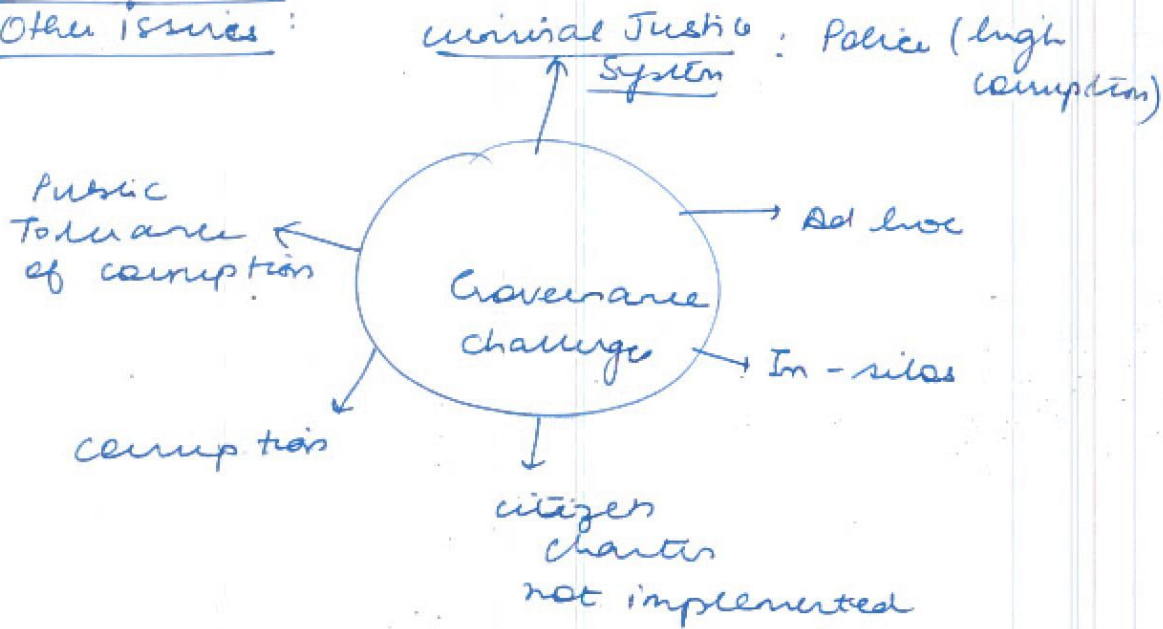 Other issues :
Criminal Justice : Police (high
System
corruption)
Public
Tolerance
of corruption
Ad hoc
Governance
challenge
In-silos
corruption
citizen
charter
not implemented